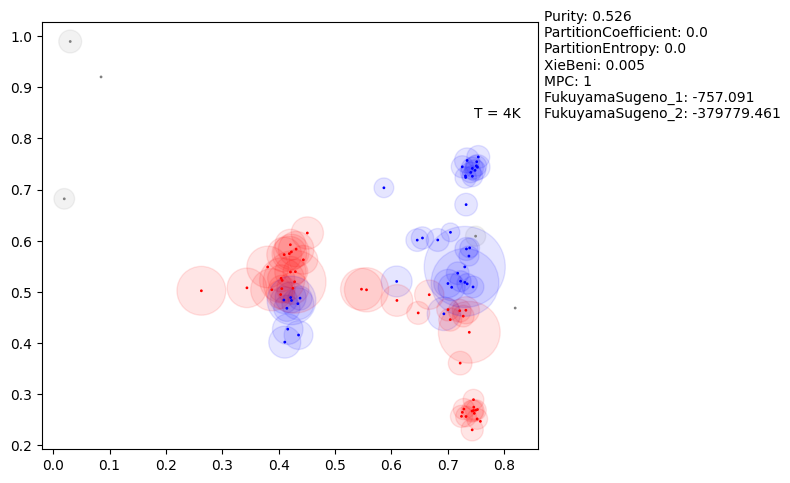 Purity: 0.526
PartitionCoefficient: 0.0
PartitionEntropy: 0.0
XieBeni: 0.005
MPC: 1
FukuyamaSugeno_1: -757.091
FukuyamaSugeno_2: -379779.461
T = 4K
1.0
0.9
0.8
0.7
0.6
0.5
0.4
0.3
0.2
0.0 0.1 0.2 0.3 0.4 0.5 0.6 0.7 0.8